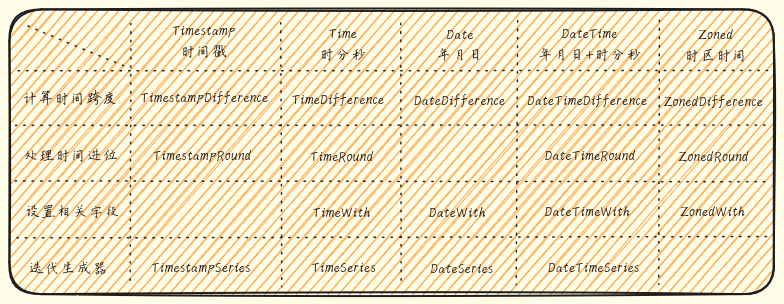 Timestamp
时间戳
Time
时分秒
Date
年月日
DateTime
年月日+时分秒
Zoned
时区时间
计算时间跨度
TimestampDifference
TimeDifference
DateDifference
DateTimeDifference
ZonedDifference
处理时间进位
TimestampRound
TimeRound
DateTimeRound
ZonedRound
设置相关字段
TimeWith
DateWith
DateTimeWith
ZonedWith
迭代生成器
TimestampSeries
TimeSeries
DateSeries
DateTimeSeries